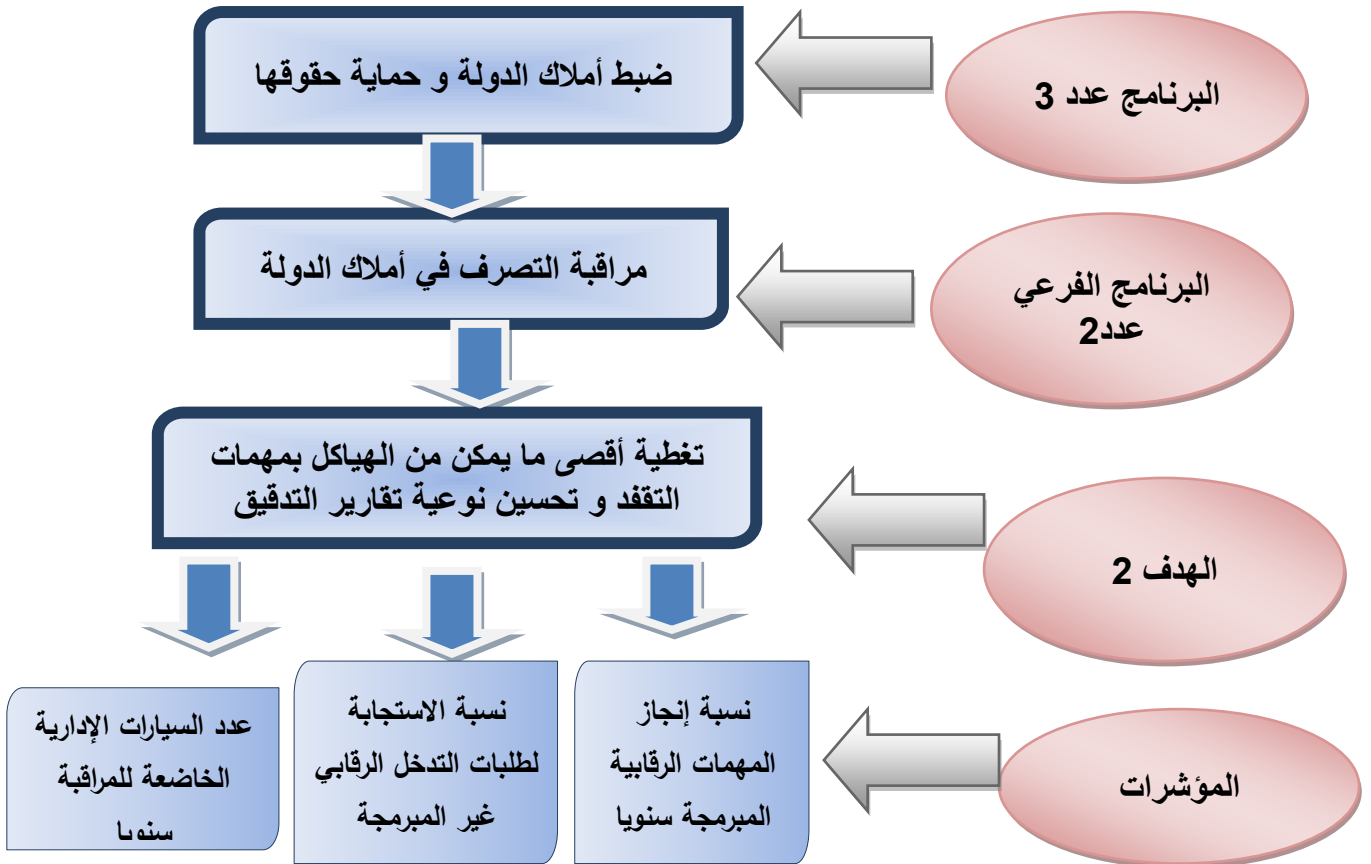 البرنامج عدد 3
ضبط أملاك الدولة و حماية حقوقها
البرنامج الفرعي
عدد2
مراقبة التصرف في أملاك الدولة
الهدف 2
تغطية أقصى ما يمكن من الهياكل بمهمات
التقفد و تحسين نوعية تقارير التدقيق
المؤشرات
نسبة إنجاز
المهمات الرقابية
المبرمجة سنويا
نسبة الاستجابة
لطلبات التدخل الرقابي
غير المبرمجة
عدد السيارات الإدارية
الخاضعة للمراقبة
سنويا